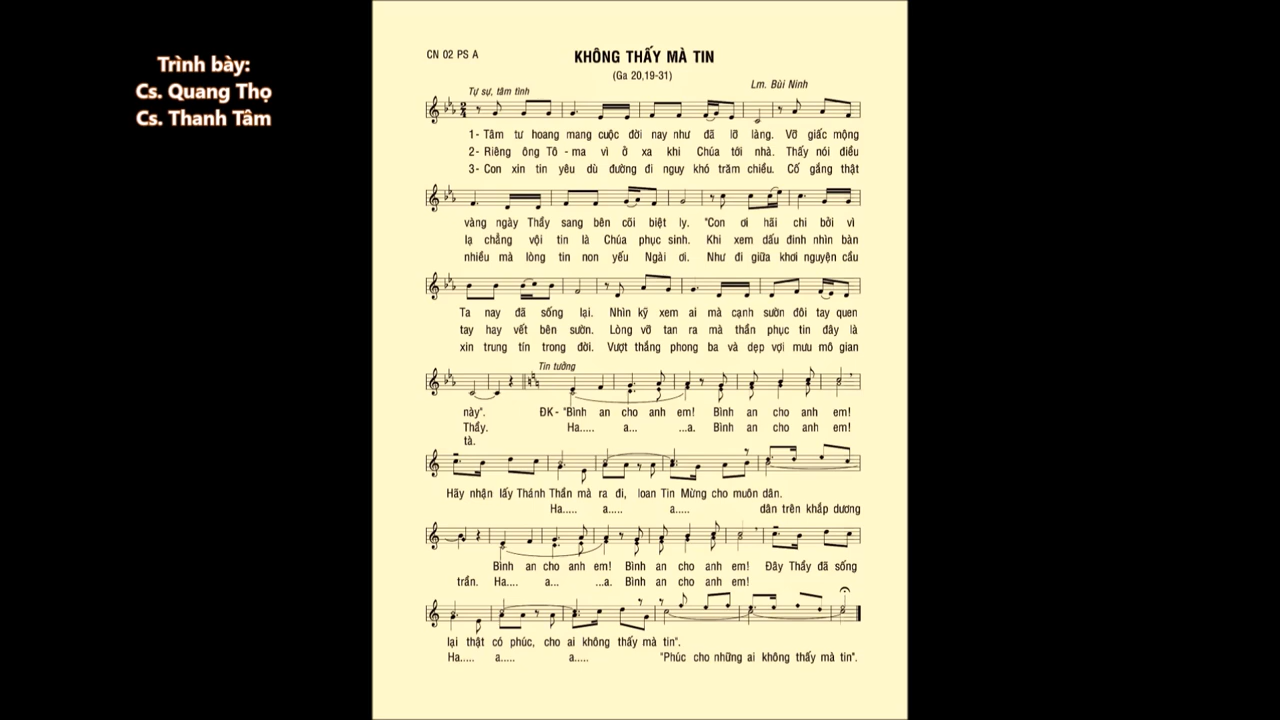 Trình bày:
Cs. Quang Thọ
Cs. Thanh Tâm
CN 02 PS A
KHÔNG THẤY MÀ TIN
(Ga 20,19-31)
Lm. Bùi Ninh
Tự sự, tâm tình
1- Tâm tư hoang mang cuộc đời nay như đã lỡ làng. Vỡ giấc mộng
2- Riêng ông Tô - ma vì ở xa khi Chúa tới nhà. Thấy nói điều
3- Con xin tin yêu dù đường đi nguy khó trăm chiều. Cố gắng thật
vàng ngày Thầy sang bên cõi biệt ly. "Con ơi hãi chi bởi vì
lạ chẳng vội tin là Chúa phục sinh. Khi xem dấu đinh nhìn bàn
nhiều mà lòng tin non yếu Ngài ơi. Như đi giữa khơi nguyện cầu
Ta nay đã sống lại. Nhìn kỹ xem ai mà cạnh sườn đôi tay quen
tay hay vết bên sườn. Lòng vỡ tan ra mà thần phục tin đây là
xin trung tín trong đời. Vượt thắng phong ba và dẹp vợi mưu mô gian
Tin tưởng
này". ĐK- "Bình an cho anh em! Bình an cho anh em!
Thầy. Ha..... a... ...a. Bình an cho anh em!
tà.
Hãy nhận lấy Thánh Thần mà ra đi, loan Tin Mừng cho muôn dân.
Ha..... a..... a..... dân trên khắp dương
Bình an cho anh em! Bình an cho anh em! Đây Thầy đã sống
trần. Ha.... a... ...a. Bình an cho anh em!
lại thật có phúc, cho ai không thấy mà tin".
Ha..... a..... a..... "Phúc cho những ai không thấy mà tin".